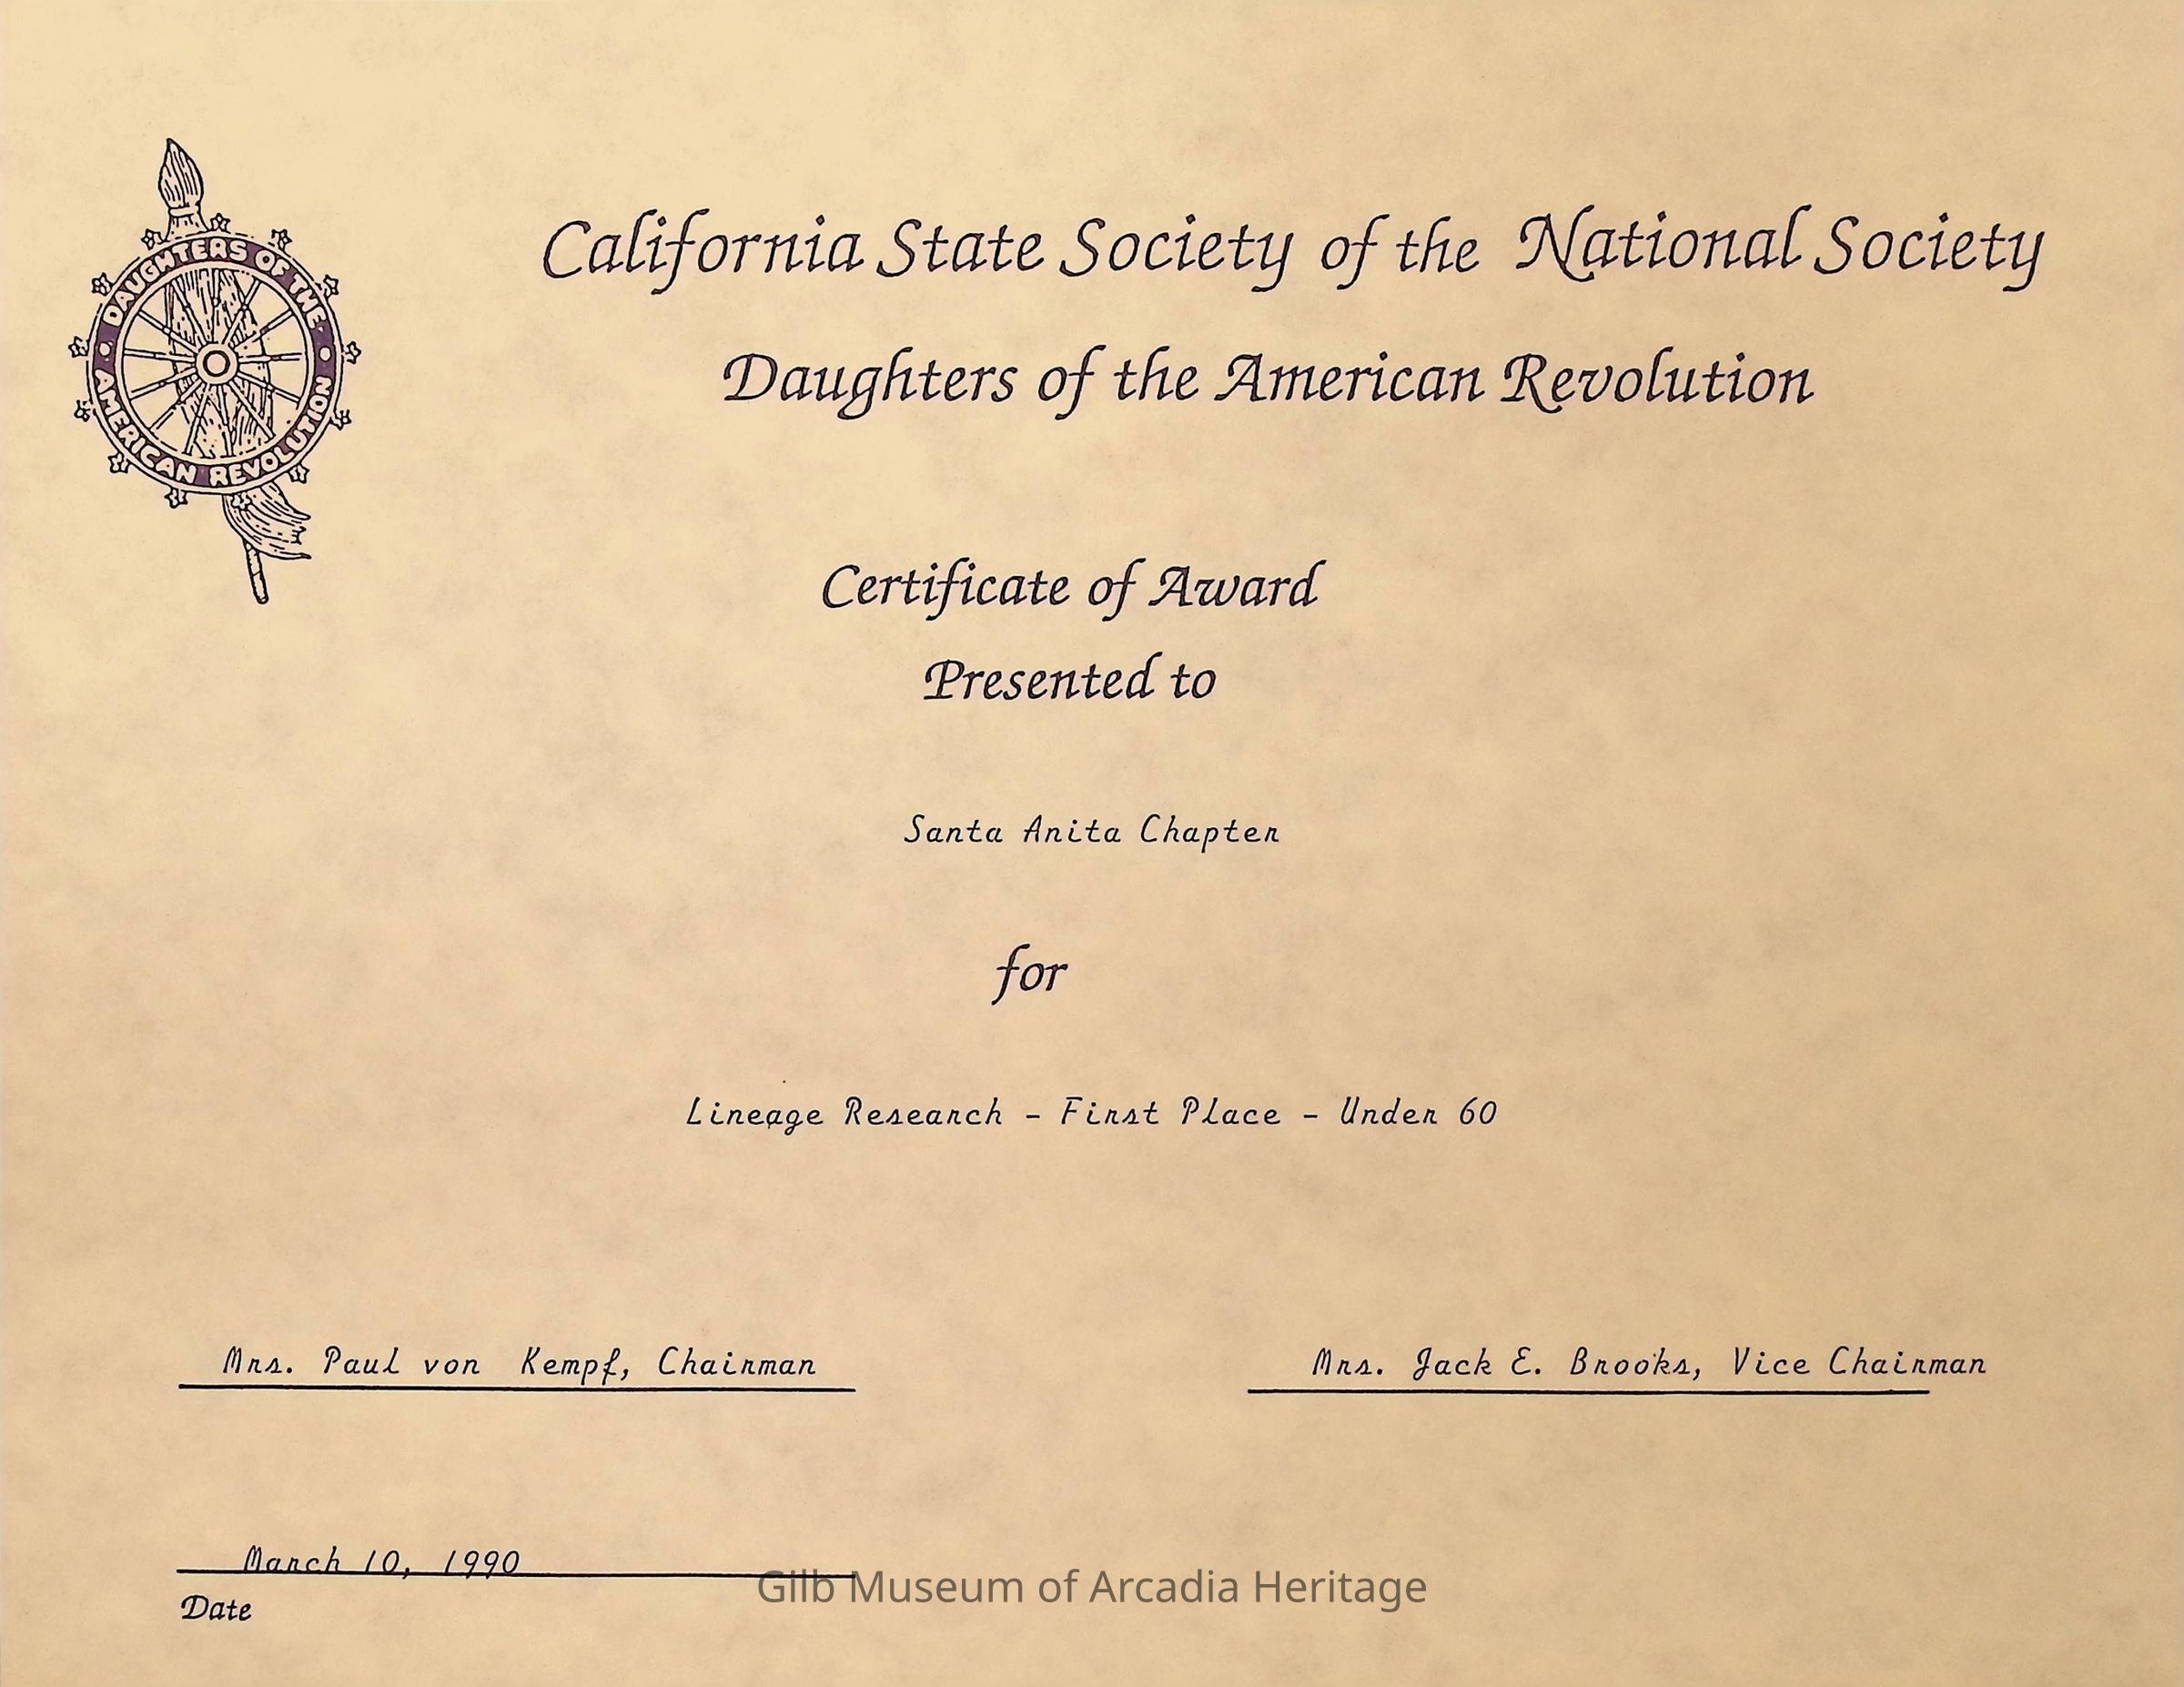 DAUGHTERS OF THE
AMERICAN REVOLUTION
California State Society of the National Society
Daughters of the American Revolution
Certificate of Award
Presented to
Santa Anita Chapter
for
Lineage Research - First Place - Under 60
Mrs. Paul von Kempf, Chairman
Mrs. Jack E. Brooks, Vice Chairman
March 10, 1990
Date
Gilb Museum of Arcadia Heritage